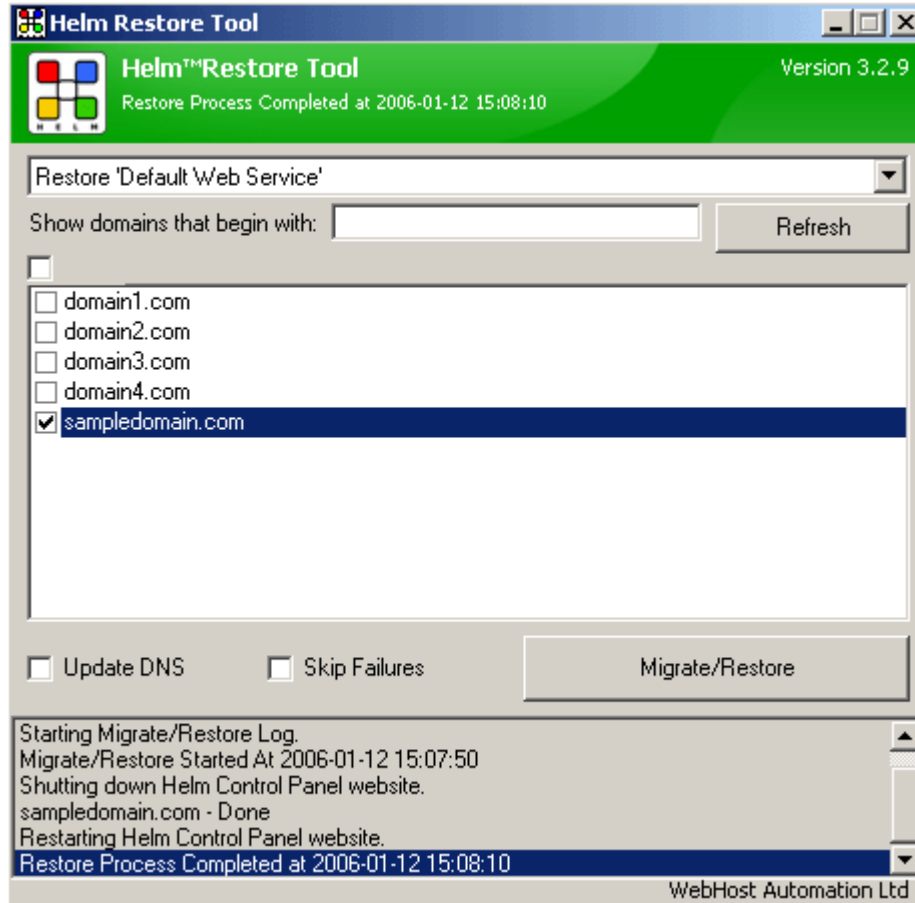 Helm Restore Tool
Helm™Restore Tool
Version 3.2.9
Restore Process Completed at 2006-01-12 15:08:10
H E L M
Restore 'Default Web Service'
Show domains that begin with:
Refresh
domain1.com
domain2.com
domain3.com
domain4.com
sampledomain.com
Update DNS
Skip Failures
Migrate/Restore
Starting Migrate/Restore Log.
Migrate/Restore Started At 2006-01-12 15:07:50
Shutting down Helm Control Panel website.
sampledomain.com - Done
Restarting Helm Control Panel website.
Restore Process Completed at 2006-01-12 15:08:10
WebHost Automation Ltd